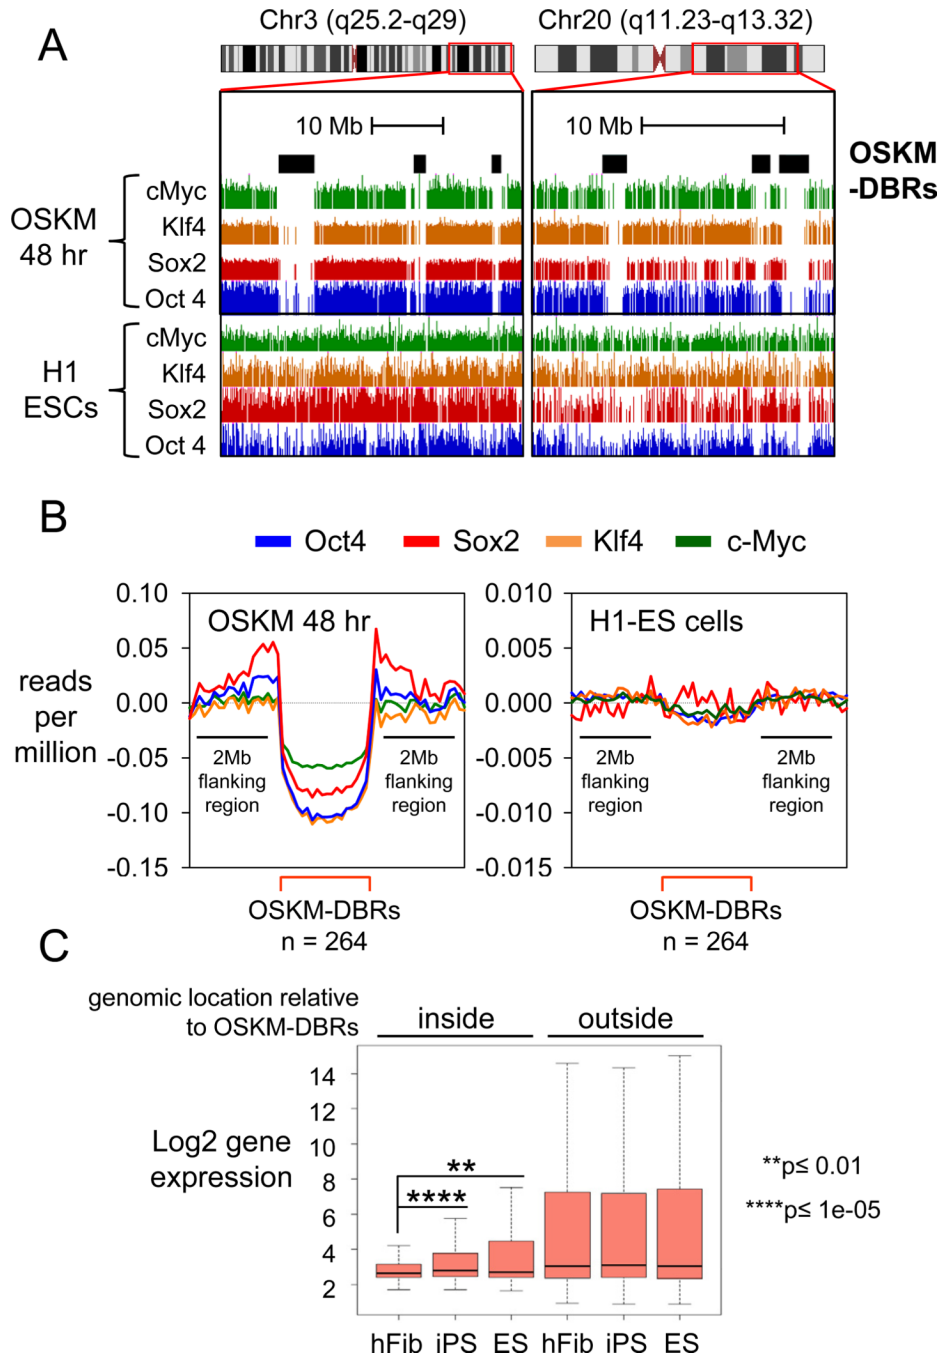 A
Chr3 (q25.2-q29)
Chr20 (q11.23-q13.32)
10 Mb
10 Mb
OSKM
-DBRs
OSKM
48 hr
cMyc
Klf4
Sox2
Oct 4
H1
ESCs
cMyc
Klf4
Sox2
Oct 4
B
Oct4 Sox2 Klf4 c-Myc
reads
per
million
0.10
0.05
0.00
-0.05
-0.10
-0.15
OSKM 48 hr
2Mb
flanking
region
2Mb
flanking
region
OSKM-DBRs
n = 264
0.010
0.005
0.000
-0.005
-0.010
-0.015
H1-ES cells
2Mb
flanking
region
2Mb
flanking
region
OSKM-DBRs
n = 264
C
genomic location relative
to OSKM-DBRs
inside
outside
Log2 gene
expression
14
12
10
8
6
4
2
**
****
**p≤ 0.01
****p≤ 1e-05
hFib iPS ES hFib iPS ES